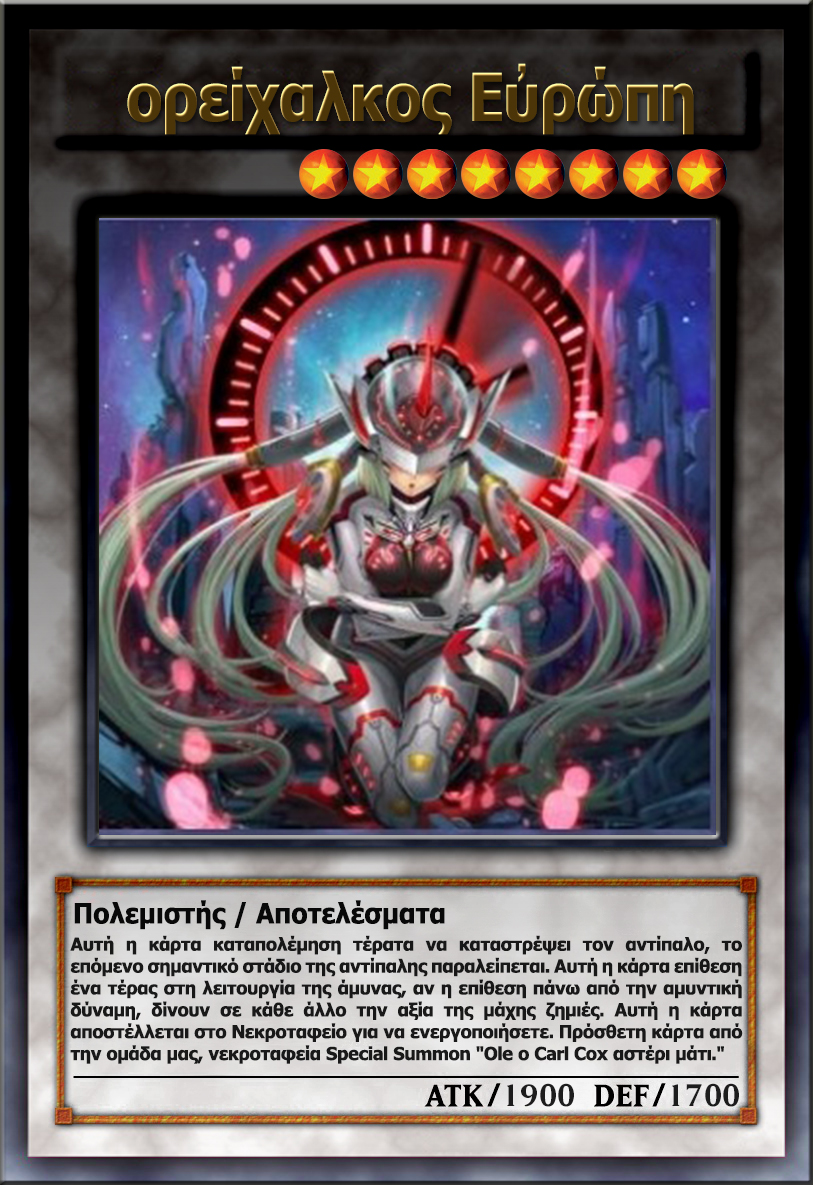 ορείχαλκος Εὐρώπη
Πολεμιστής / Αποτελέσματα
Αυτή η κάρτα καταπολέμηση τέρατα να καταστρέψει τον αντίπαλο, το
επόμενο σημαντικό στάδιο της αντίπαλης παραλείπεται. Αυτή η κάρτα επίθεση
ένα τέρας στη λειτουργία της άμυνας, αν η επίθεση πάνω από την αμυντική
δύναμη, δίνουν σε κάθε άλλο την αξία της μάχης ζημιές. Αυτή η κάρτα
αποστέλλεται στο Νεκροταφείο για να ενεργοποιήσετε. Πρόσθετη κάρτα από
την ομάδα μας, νεκροταφεία Special Summon "Ole o Carl Cox αστέρι μάτι."
ATK/1900 DEF/1700